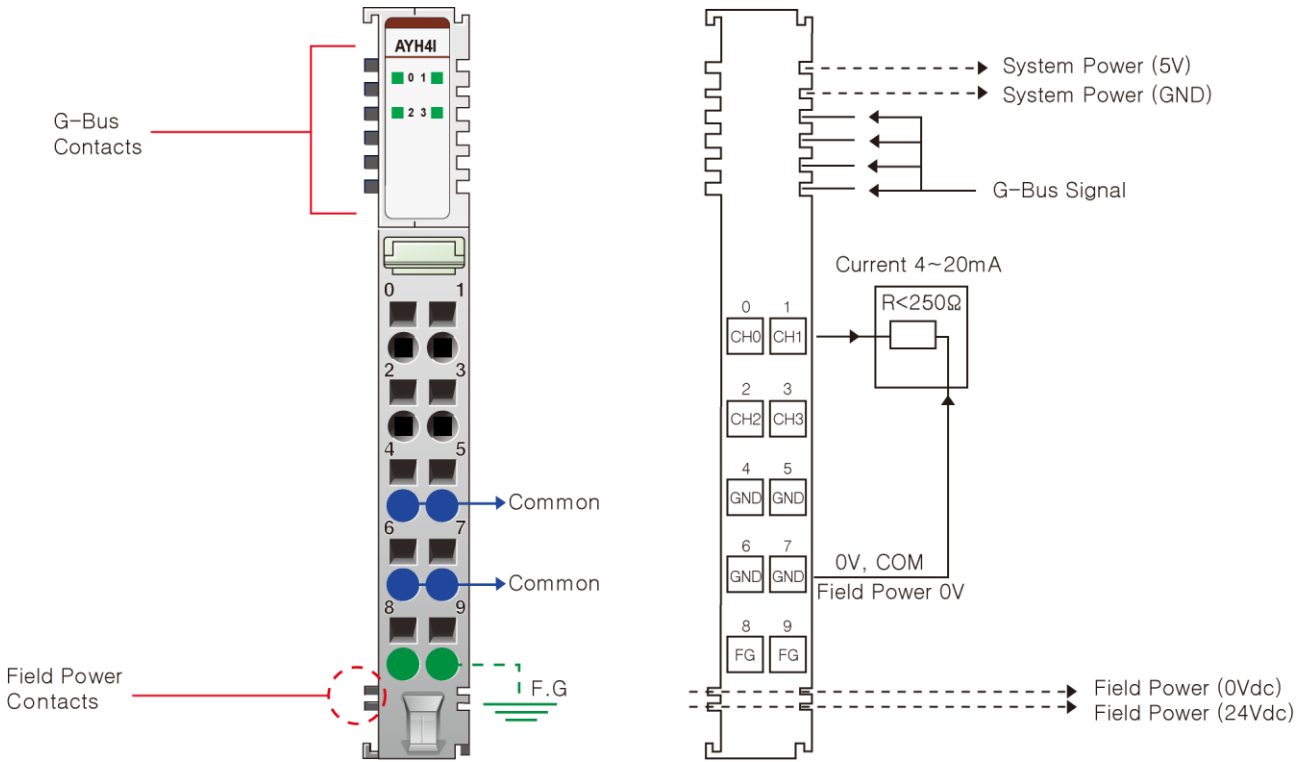 AYH4I
0 1
2 3
G-Bus
Contacts
0 1
2 3
4 5
Common
6 7
Common
8 9
Field Power
Contacts
F.G
System Power (5V)
System Power (GND)
G-Bus Signal
Current 4~20mA
R<250Ω
0 1
CH0 CH1
2 3
CH2 CH3
4 5
GND GND
6 7
GND GND
0V, COM
Field Power 0V
8 9
FG FG
Field Power (0Vdc)
Field Power (24Vdc)